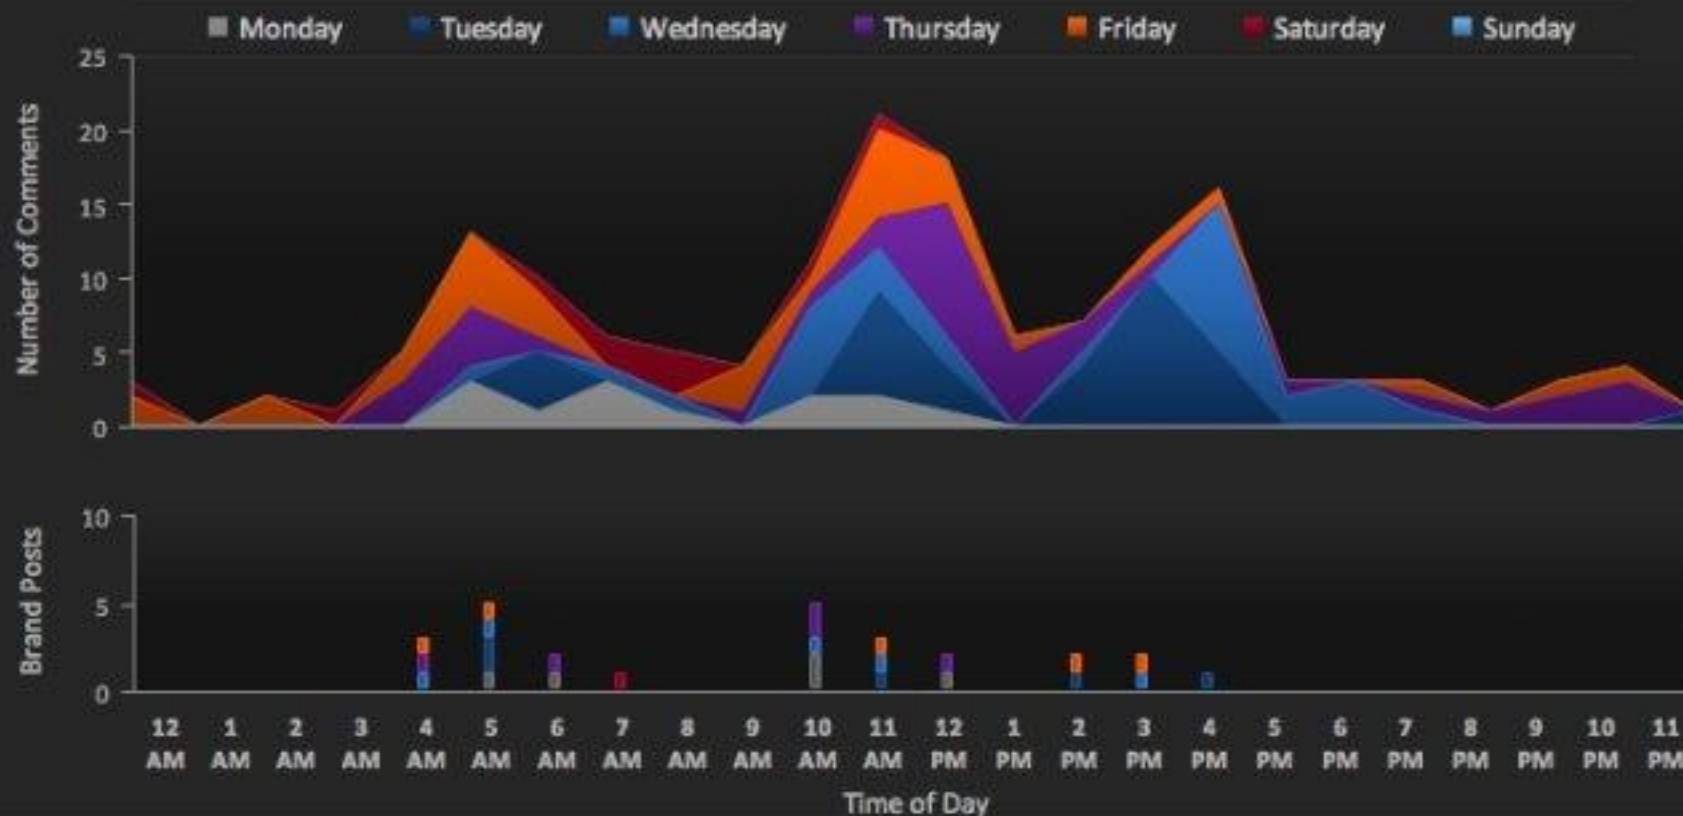 Monday Tuesday Wednesday Thursday Friday Saturday Sunday
25
20
15
10
5
0
Number of Comments
10
5
0
Brand Posts
12 1 2 3 4 5 6 7 8 9 10 11 12 1 2 3 4 5 6 7 8 9 10 11
AM AM AM AM AM AM AM AM AM AM AM AM PM PM PM PM PM PM PM PM PM PM PM PM
Time of Day